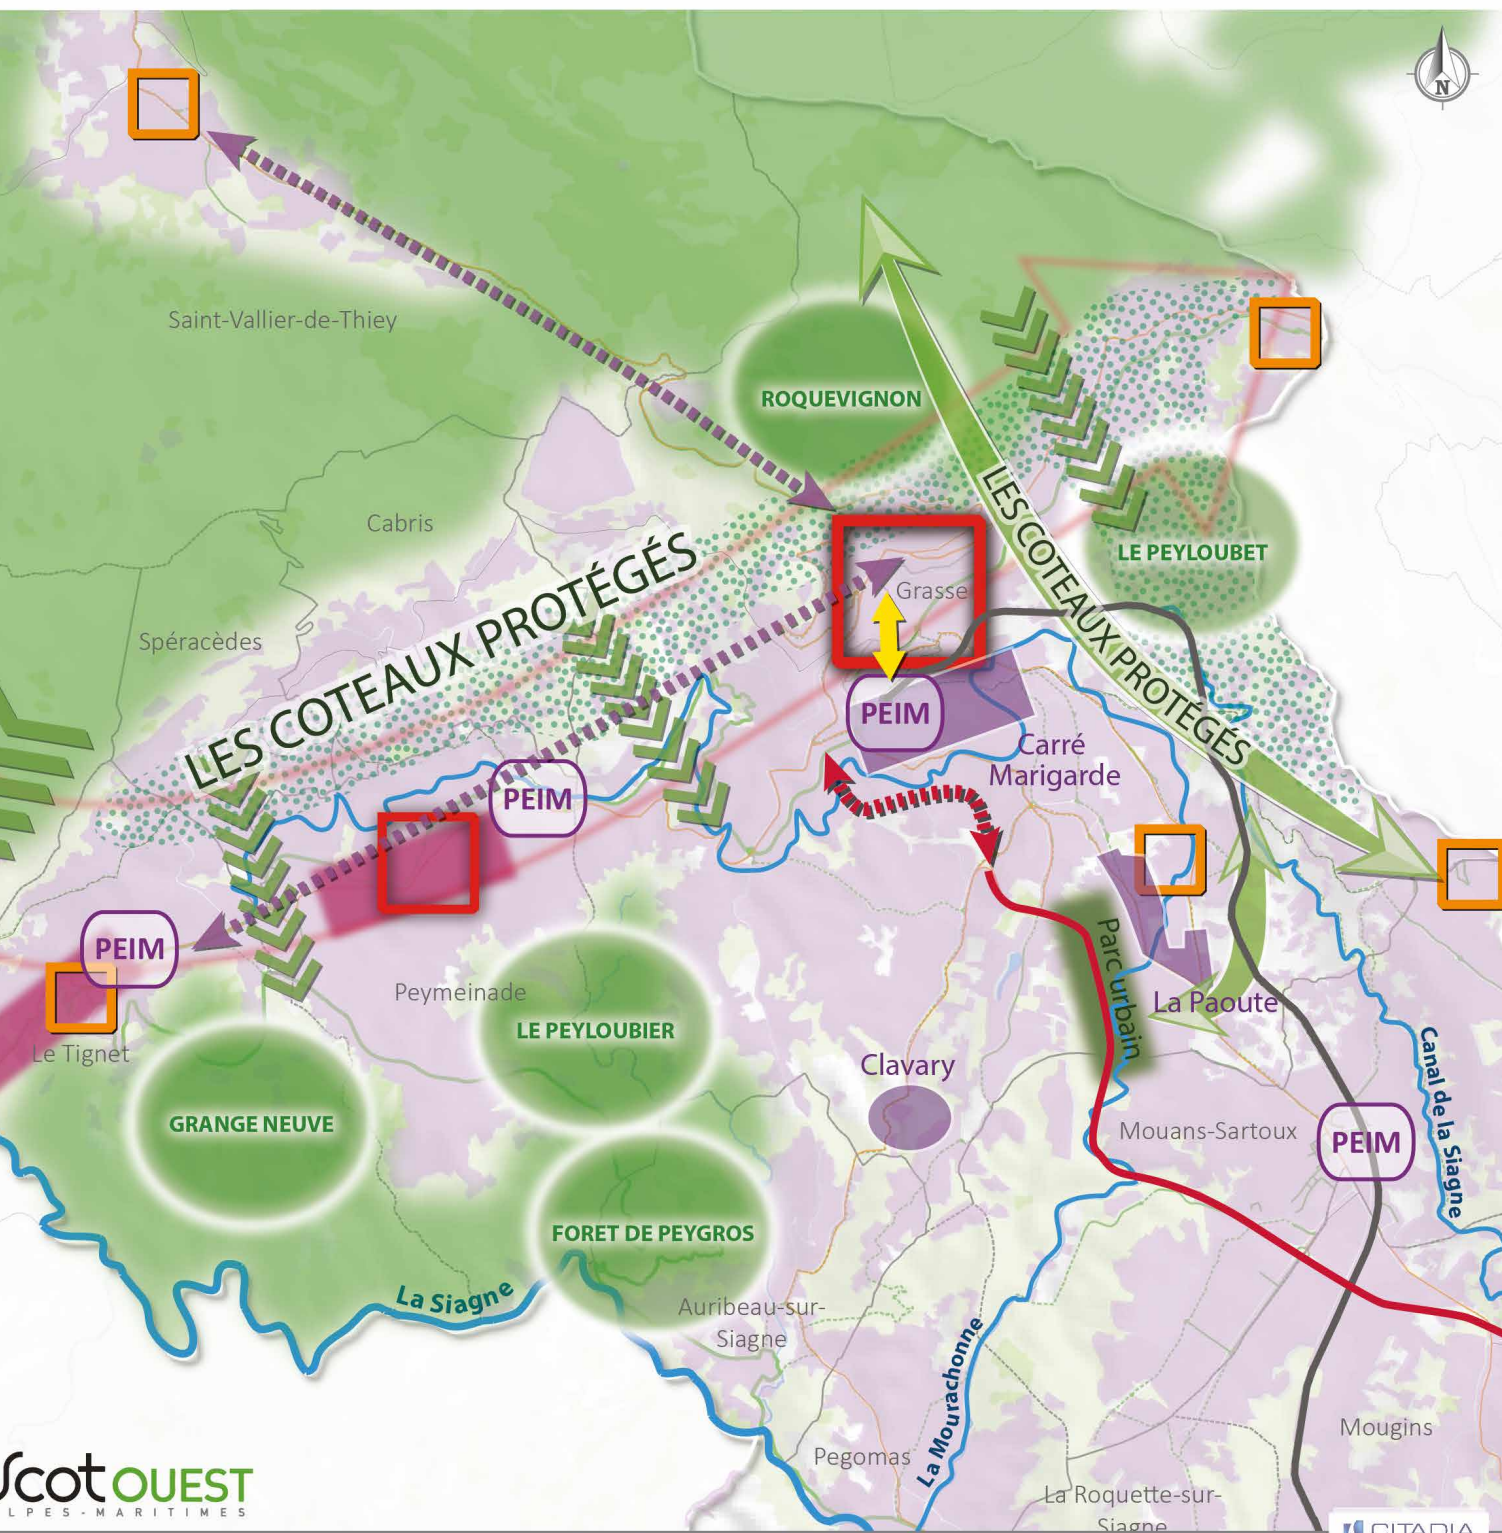 N
Saint-Vallier-de-Thiey
ROQUEVIGNON
Cabris
LES COTEAUX PROTÉGÉS
LES COTEAUX PROTÉGÉS
LE PEYLOUBET
Grasse
Spéracèdes
PEIM
Carré
Marigarde
PEIM
PEIM
Parc urbain
La Paoute
Peymeinade
LE PEYLOUBIER
Le Tignet
Clavary
GRANGE NEUVE
Mouans-Sartoux
PEIM
Canal de la Siagne
FORET DE PEYGROS
La Siagne
Auribeau-sur-
Siagne
La Mourachonne
Mougins
Pegomas
La Roquette-sur-
Siagne
Scot OUEST
LPES-MARITIMES
CITADIA